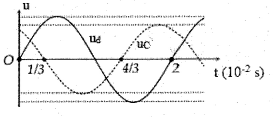 u
u_d
u_C
O
1/3
4/3
2
t (10⁻² s)